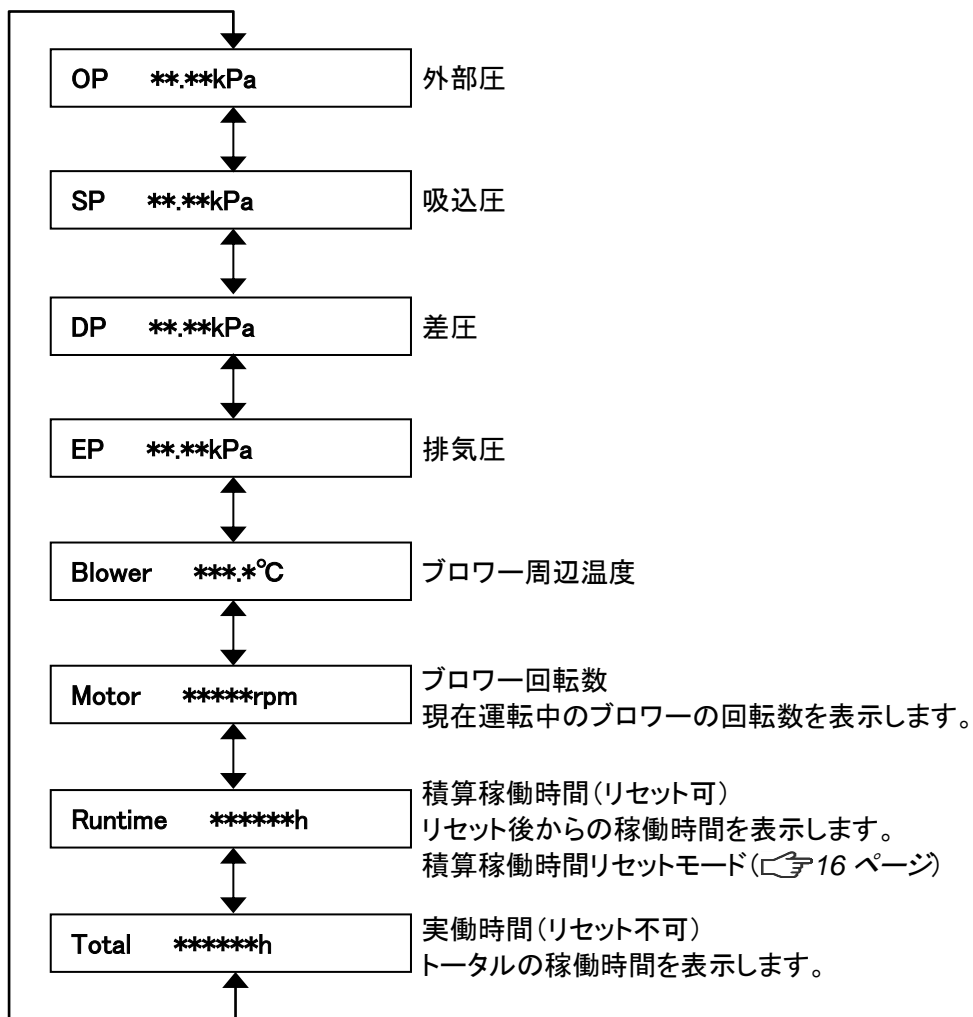 OP **.**kPa 外部圧
SP **.**kPa 吸込圧
DP **.**kPa 差圧
EP **.**kPa 排気圧
Blower ***.*℃ ブロワー周辺温度
Motor *****rpm ブロワー回転数
現在運転中のブロワーの回転数を表示します。
積算稼働時間(リセット可)
Runtime ******h リセット後からの稼働時間を表示します。
積算稼働時間リセットモード(☞16 ページ)
Total ******h 実働時間(リセット不可)
トータルの稼働時間を表示します。